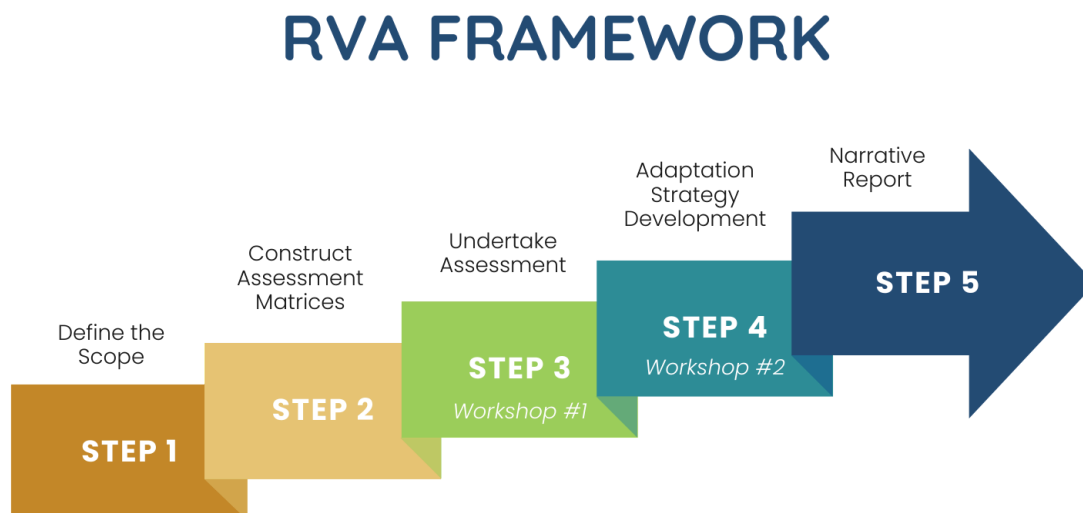 RVA FRAMEWORK
Define the
Scope
STEP 1
Construct
Assessment
Matrices
STEP 2
Undertake
Assessment
STEP 3
Workshop #1
Adaptation
Strategy
Development
STEP 4
Workshop #2
Narrative
Report
STEP 5